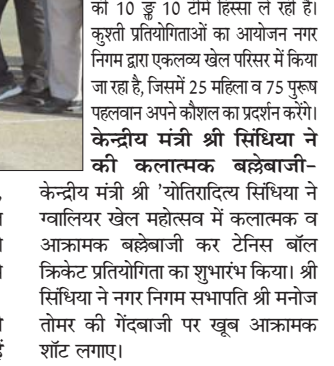 को 10 ङ्क 10 टीमें हिस्सा ले रही हैं।
कुश्ती प्रतियोगिताओं का आयोजन नगर
निगम द्वारा एकलव्य खेल परिसर में किया
जा रहा है, जिसमें 25 महिला व 75 पुरूष
पहलवान अपने कौशल का प्रदर्शन करेंगे।
केन्द्रीय मंत्री श्री सिंधिया ने
की कलात्मक बल्लेबाजी-
केन्द्रीय मंत्री श्री 'योतिरादित्य सिंधिया ने
ग्वालियर खेल महोत्सव में कलात्मक व
आक्रामक बल्लेबाजी कर टेनिस बॉल
क्रिकेट प्रतियोगिता का शुभारंभ किया। श्री
सिंधिया ने नगर निगम सभापति श्री मनोज
तोमर की गेंदबाजी पर खूब आक्रामक
शॉट लगाए।